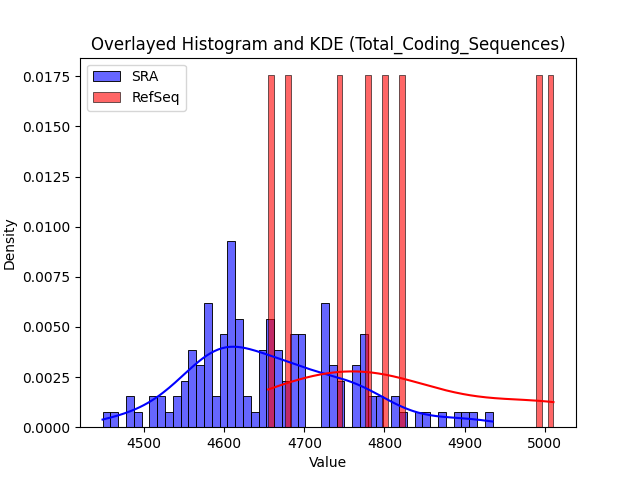 Overlayed Histogram and KDE (Total_Coding_Sequences)
SRA
RefSeq
0.0175
0.0150
0.0125
0.0100
0.0075
0.0050
0.0025
0.0000
Density
4500 4600 4700 4800 4900 5000
Value